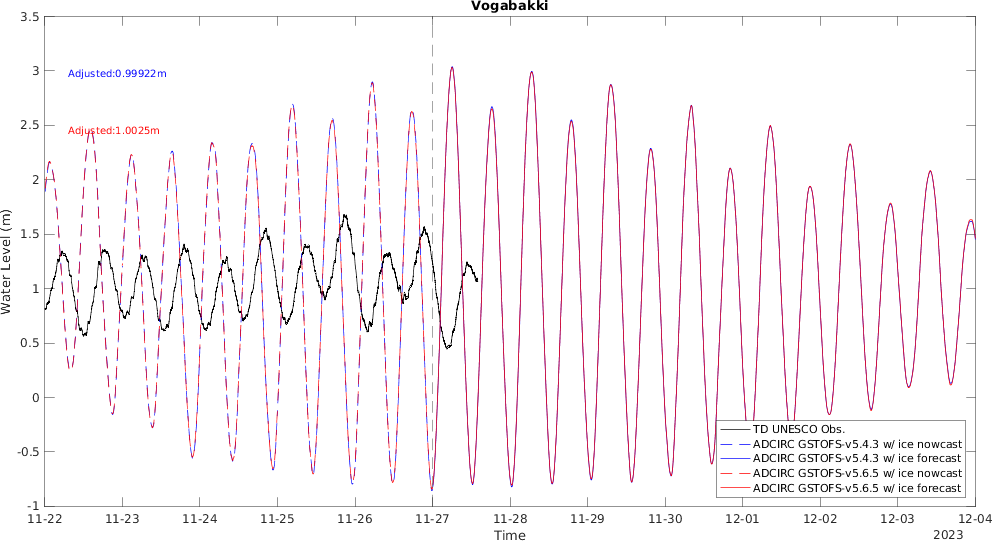 Vogabakki
3.5
3
2.5
2
1.5
1
0.5
0
-0.5
-1
Water Level (m)
Adjusted:0.99922m
Adjusted:1.0025m
TD UNESCO Obs.
ADCIRC GSTOFS-v5.4.3 w/ ice nowcast
ADCIRC GSTOFS-v5.4.3 w/ ice forecast
ADCIRC GSTOFS-v5.6.5 w/ ice nowcast
ADCIRC GSTOFS-v5.6.5 w/ ice forecast
11-22 11-23 11-24 11-25 11-26 11-27 11-28 11-29 11-30 12-01 12-02 12-03 12-04
Time
2023